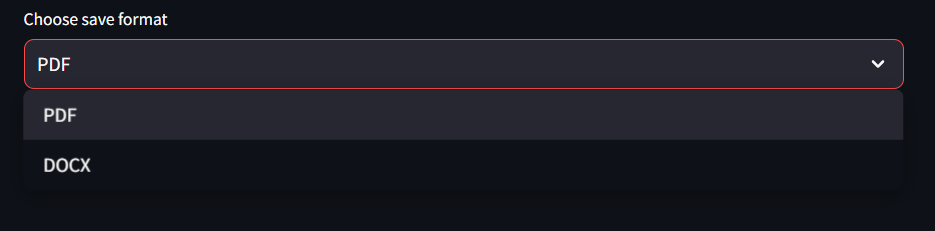 Choose save format
PDF
PDF
DOCX